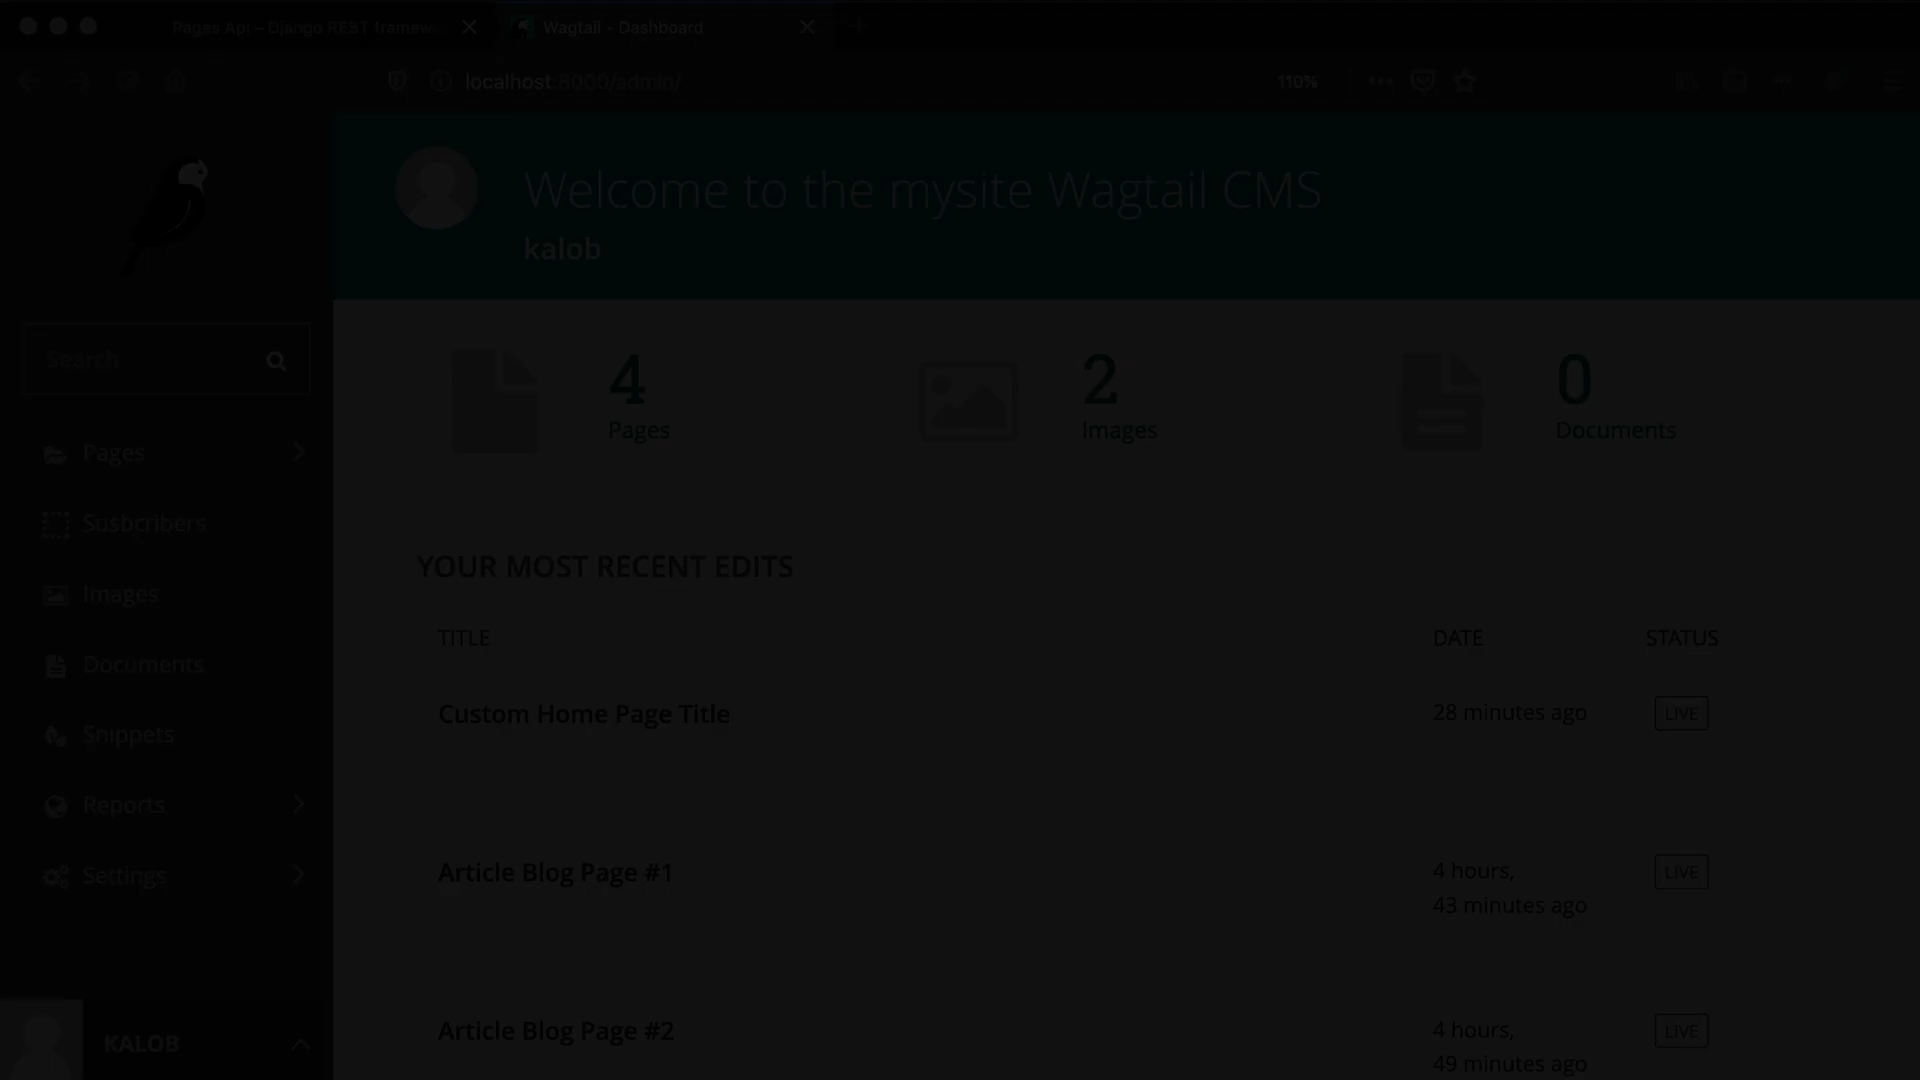 Pages Api – Django REST framew
Wagtail - Dashboard
localhost:8000/admin/
110%
Welcome to the mysite Wagtail CMS
kalob
Search
4
Pages
2
Images
0
Documents
Pages
Susbcribers
Images
Documents
Snippets
Reports
Settings
KALOB
YOUR MOST RECENT EDITS
TITLE DATE STATUS
Custom Home Page Title 28 minutes ago LIVE
Article Blog Page #1 4 hours, LIVE
43 minutes ago
Article Blog Page #2 4 hours, LIVE
49 minutes ago